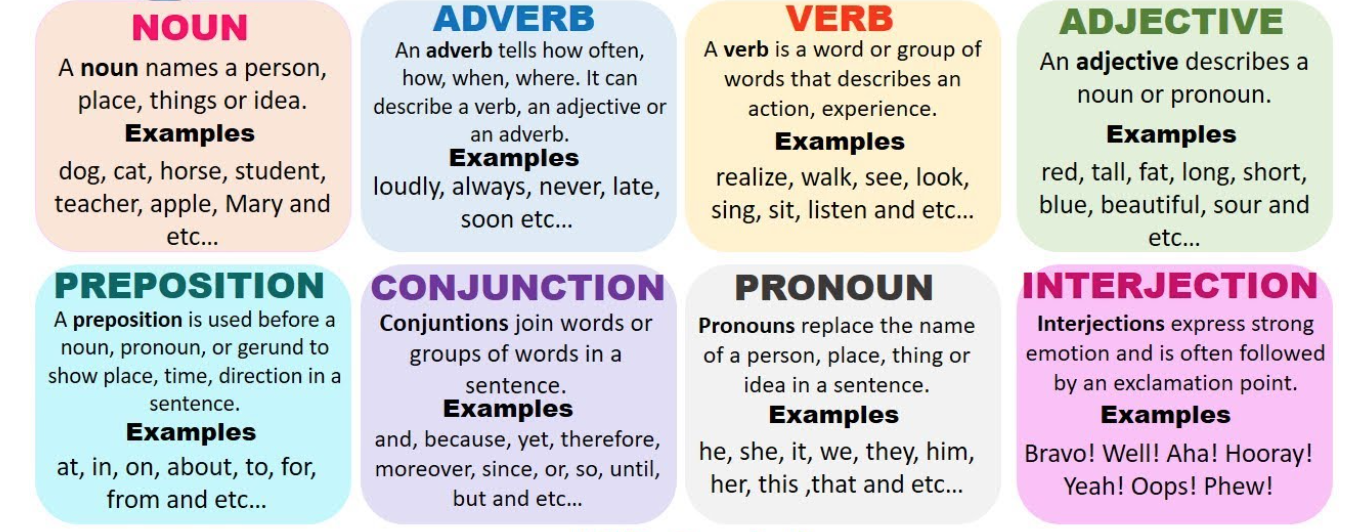 NOUN
A noun names a person,
place, things or idea.
Examples
dog, cat, horse, student,
teacher, apple, Mary and
etc...
ADVERB
An adverb tells how often,
how, when, where. It can
describe a verb, an adjective or
an adverb.
Examples
loudly, always, never, late,
soon etc...
VERB
A verb is a word or group of
words that describes an
action, experience.
Examples
realize, walk, see, look,
sing, sit, listen and etc...
ADJECTIVE
An adjective describes a
noun or pronoun.
Examples
red, tall, fat, long, short,
blue, beautiful, sour and
etc...
PREPOSITION
A preposition is used before a
noun, pronoun, or gerund to
show place, time, direction in a
sentence.
Examples
at, in, on, about, to, for,
from and etc...
CONJUNCTION
Conjuntions join words or
groups of words in a
sentence.
Examples
and, because, yet, therefore,
moreover, since, or, so, until,
but and etc...
PRONOUN
Pronouns replace the name
of a person, place, thing or
idea in a sentence.
Examples
he, she, it, we, they, him,
her, this ,that and etc...
INTERJECTION
Interjections express strong
emotion and is often followed
by an exclamation point.
Examples
Bravo! Well! Aha! Hooray!
Yeah! Oops! Phew!